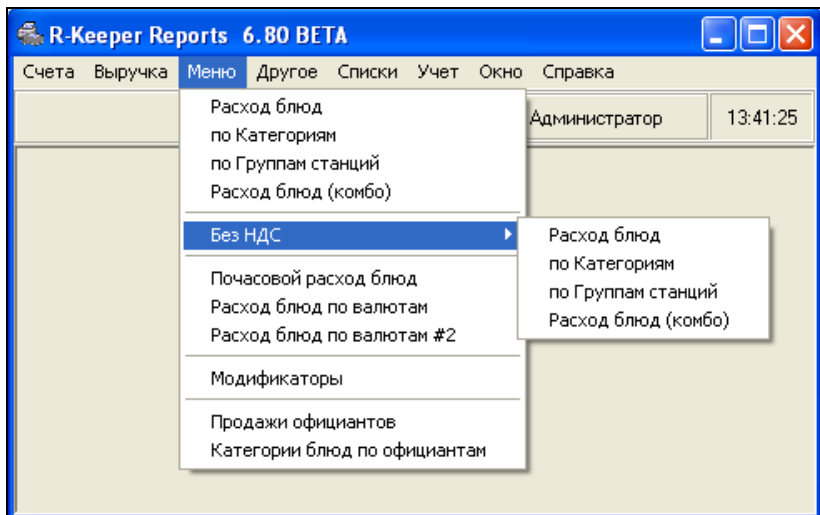 R-Keeper Reports 6.80 BETA
Счета Выручка Меню Другое Списки Учет Окно Справка
Администратор 13:41:25
Расход блюд
по Категориям
по Группам станций
Расход блюд (комбо)
Без НДС
Расход блюд
по Категориям
по Группам станций
Расход блюд (комбо)
Почасовой расход блюд
Расход блюд по валютам
Расход блюд по валютам #2
Модификаторы
Продажи официантов
Категории блюд по официантам